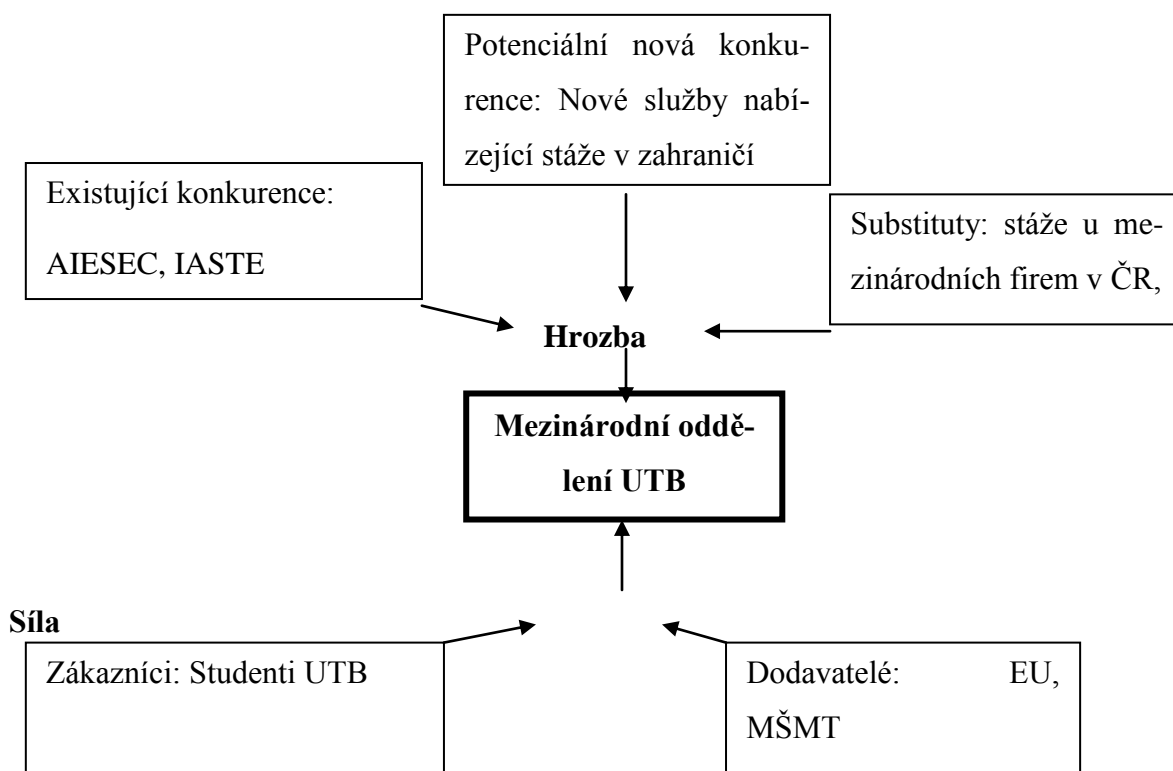 Potenciální nová konku-
rence: Nové služby nabí-
zející stáže v zahraničí
Existující konkurence:
AIESEC, IASTE
Substituty: stáže u me-
zinárodních firem v ČR,
Hrozba
Mezinárodní oddě-
lení UTB
Síla
Zákazníci: Studenti UTB
Dodavatelé: EU,
MŠMT